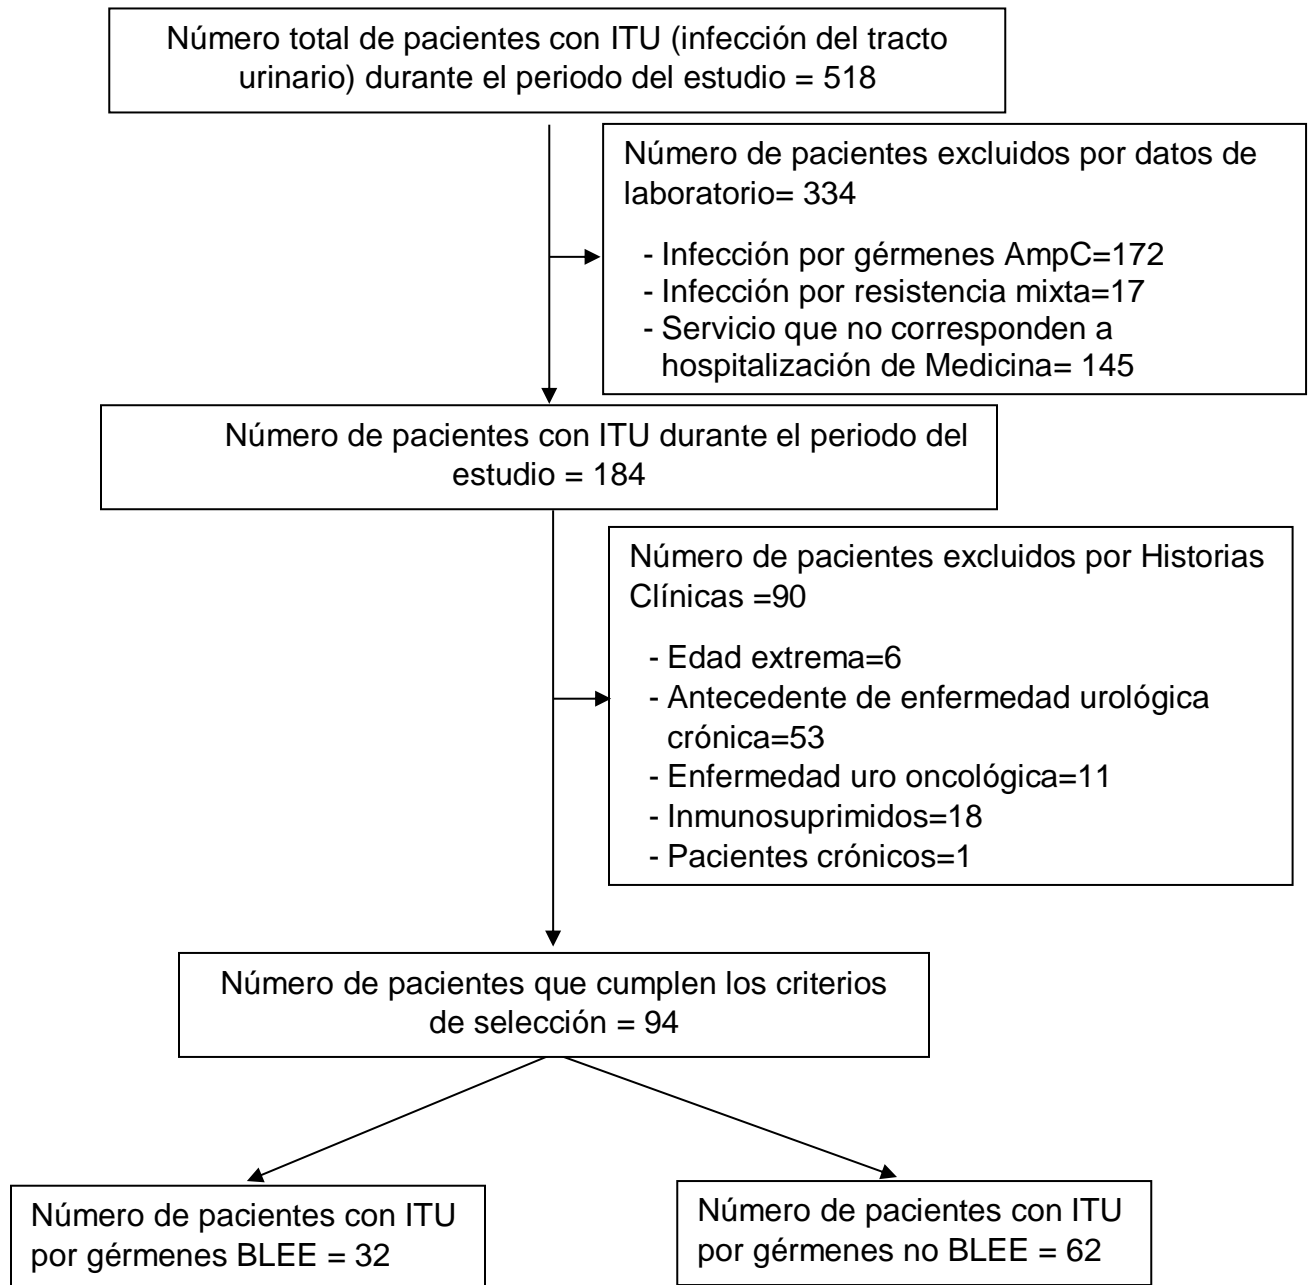 Número total de pacientes con ITU (infección del tracto
urinario) durante el periodo del estudio = 518
Número de pacientes excluidos por datos de
laboratorio= 334
- Infección por gérmenes AmpC=172
- Infección por resistencia mixta=17
- Servicio que no corresponden a
hospitalización de Medicina= 145
Número de pacientes con ITU durante el periodo del
estudio = 184
Número de pacientes excluidos por Historias
Clínicas =90
- Edad extrema=6
- Antecedente de enfermedad urológica
crónica=53
- Enfermedad uro oncológica=11
- Inmunosuprimidos=18
- Pacientes crónicos=1
Número de pacientes que cumplen los criterios
de selección = 94
Número de pacientes con ITU
por gérmenes BLEE = 32
Número de pacientes con ITU
por gérmenes no BLEE = 62